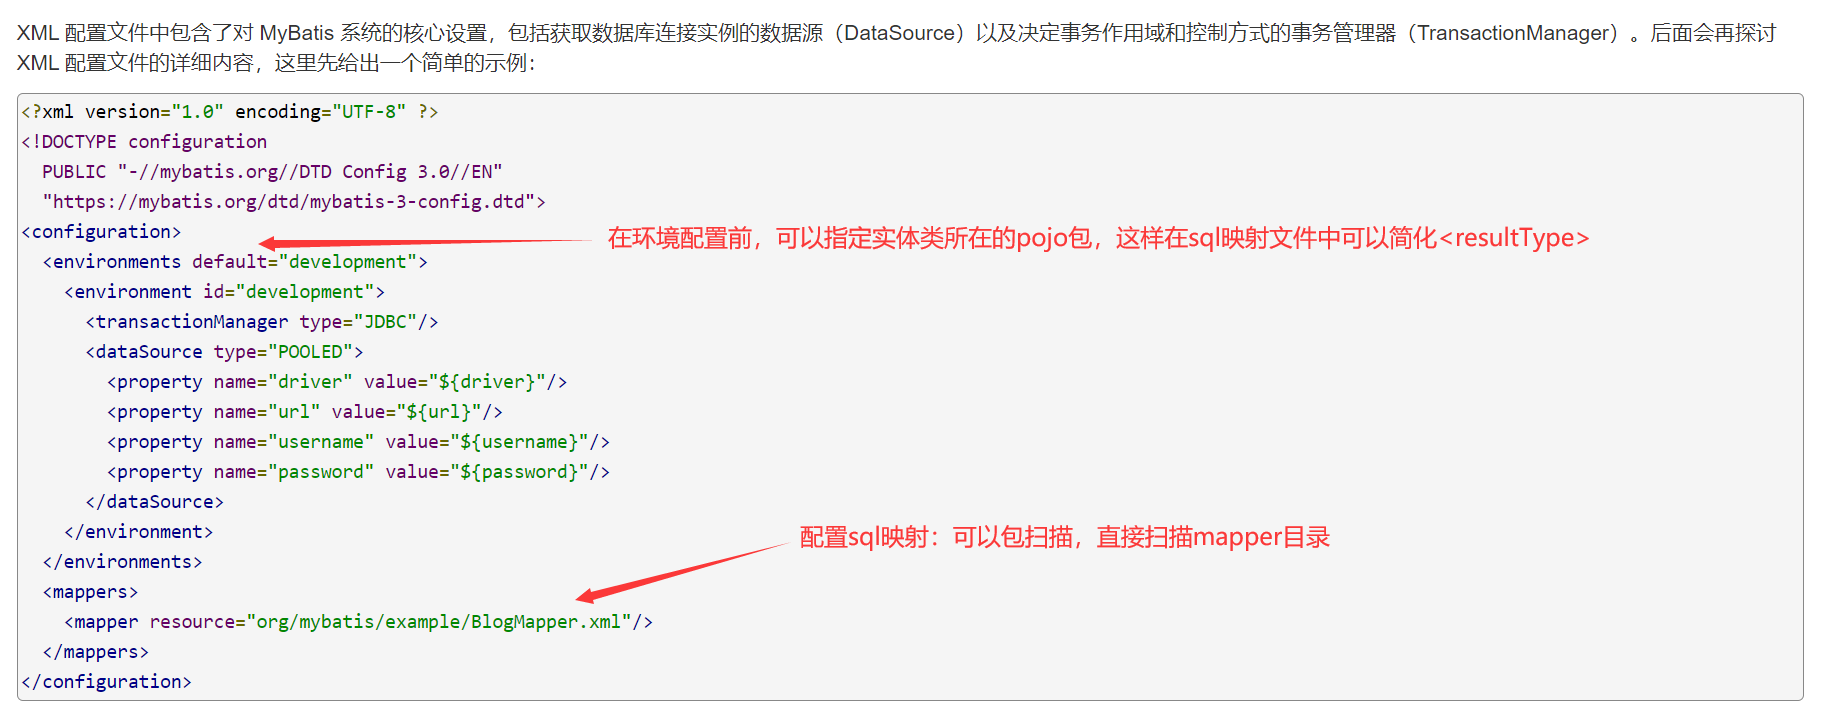 XML 配置文件中包含了对 MyBatis 系统的核心设置，包括获取数据库连接实例的数据源（DataSource）以及决定事务作用域和控制方式的事务管理器（TransactionManager）。后面会再探讨
XML 配置文件的详细内容，这里先给出一个简单的示例：
<?xml version="1.0" encoding="UTF-8" ?>
<!DOCTYPE configuration
  PUBLIC "-//mybatis.org//DTD Config 3.0//EN"
  "https://mybatis.org/dtd/mybatis-3-config.dtd">
<configuration>
在环境配置前，可以指定实体类所在的pojo包，这样在sql映射文件中可以简化<resultType>
  <environments default="development">
    <environment id="development">
      <transactionManager type="JDBC"/>
      <dataSource type="POOLED">
        <property name="driver" value="${driver}"/>
        <property name="url" value="${url}"/>
        <property name="username" value="${username}"/>
        <property name="password" value="${password}"/>
      </dataSource>
    </environment>
配置sql映射：可以包扫描，直接扫描mapper目录
  </environments>
  <mappers>
    <mapper resource="org/mybatis/example/BlogMapper.xml"/>
  </mappers>
</configuration>